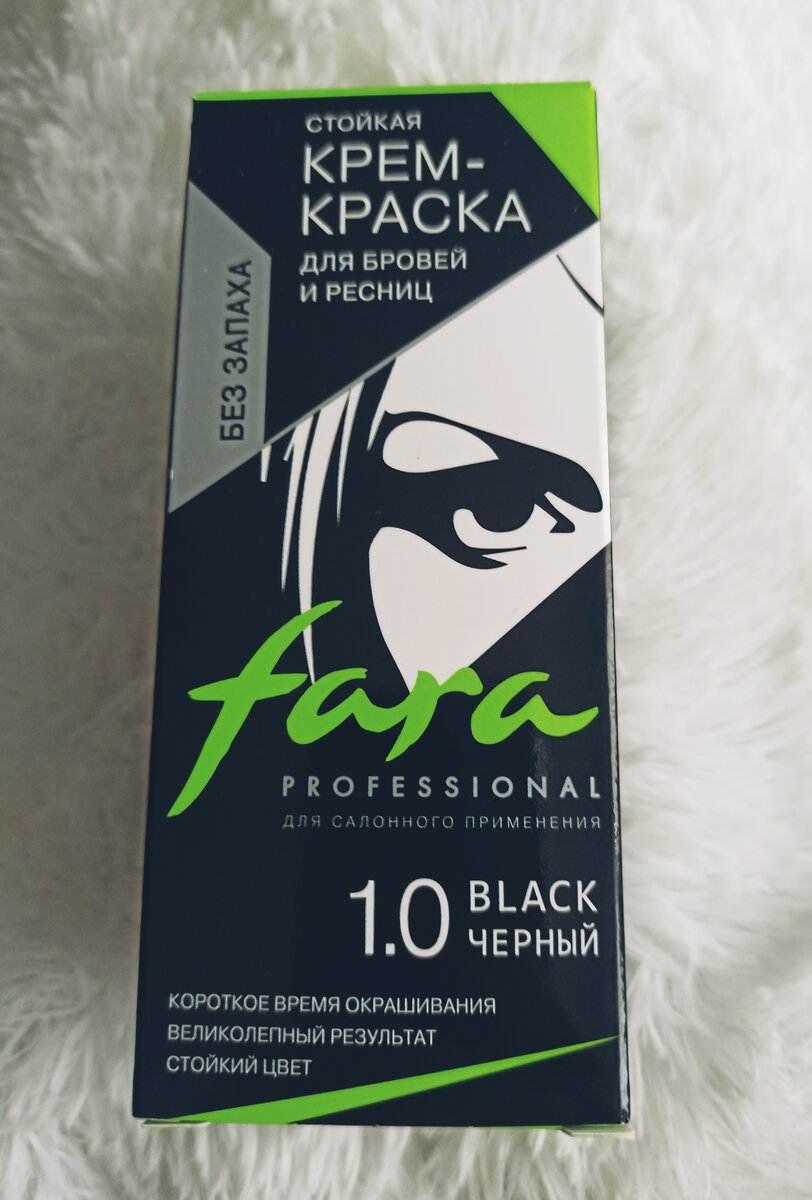 СТОЙКАЯ
КРЕМ-
КРАСКА
ДЛЯ БРОВЕЙ
И РЕСНИЦ
БЕЗ ЗАПАХА
fara
PROFESSIONAL
ДЛЯ САЛОННОГО ПРИМЕНЕНИЯ
1.0 BLACK
ЧЕРНЫЙ
КОРОТКОЕ ВРЕМЯ ОКРАШИВАНИЯ
ВЕЛИКОЛЕПНЫЙ РЕЗУЛЬТАТ
СТОЙКИЙ ЦВЕТ